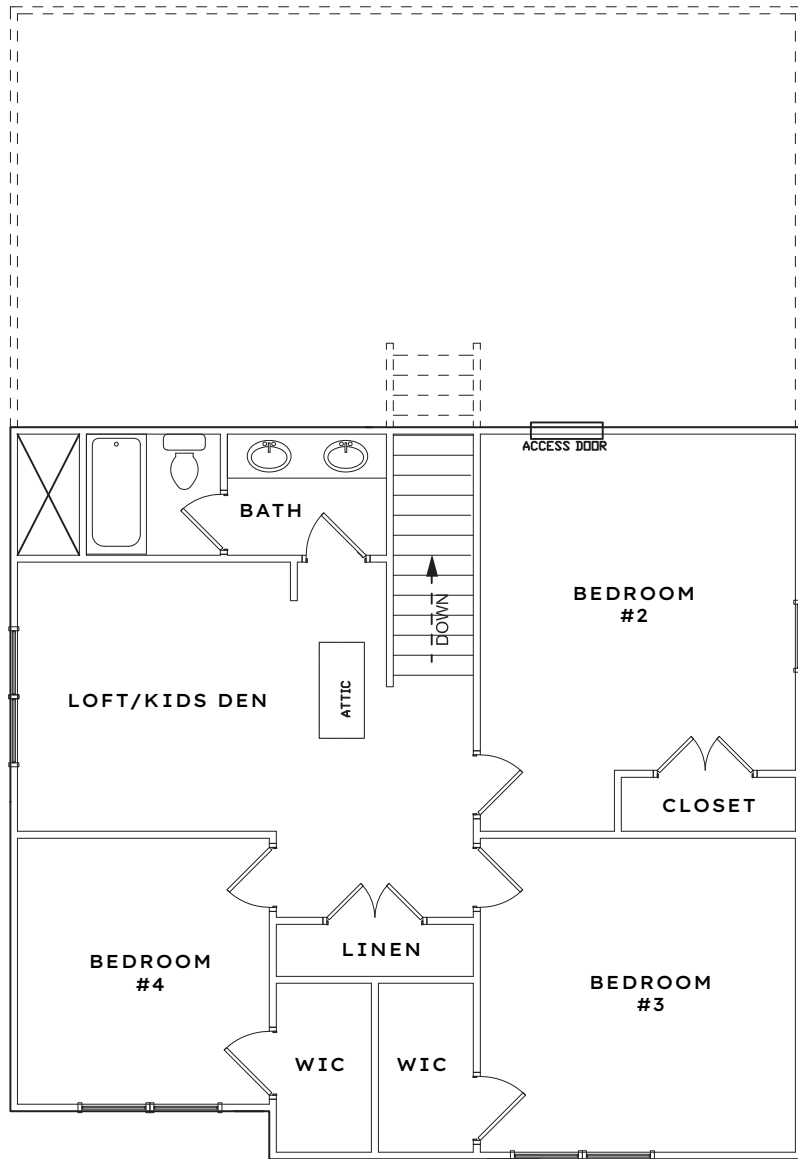 ACCESS DOOR
BATH
BEDROOM
#2
DOWN
ATTIC
LOFT/KIDS DEN
CLOSET
LINEN
BEDROOM
#4
BEDROOM
#3
WIC
WIC